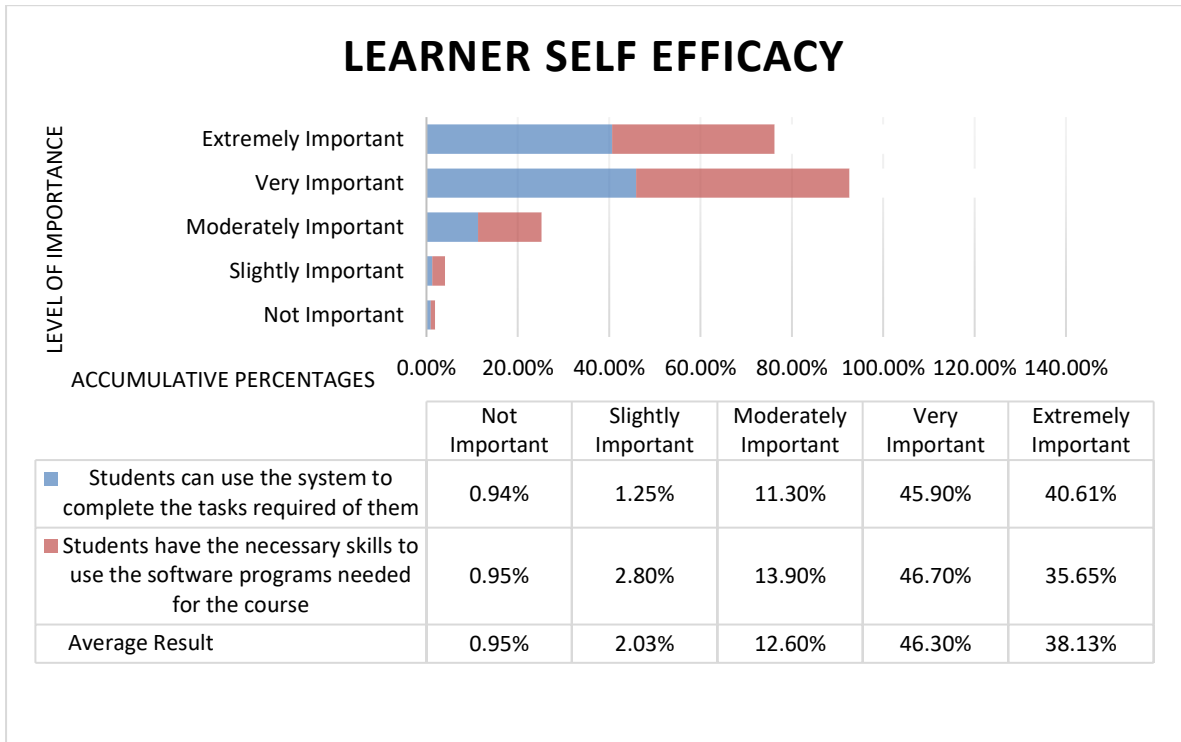 LEARNER SELF EFFICACY
LEVEL OF IMPORTANCE
Extremely Important
Very Important
Moderately Important
Slightly Important
Not Important
ACCUMULATIVE PERCENTAGES
0.00% 20.00% 40.00% 60.00% 80.00% 100.00% 120.00% 140.00%
Not Important
Slightly Important
Moderately Important
Very Important
Extremely Important
Students can use the system to
complete the tasks required of them
0.94% 1.25% 11.30% 45.90% 40.61%
Students have the necessary skills to
use the software programs needed
for the course
0.95% 2.80% 13.90% 46.70% 35.65%
Average Result 0.95% 2.03% 12.60% 46.30% 38.13%